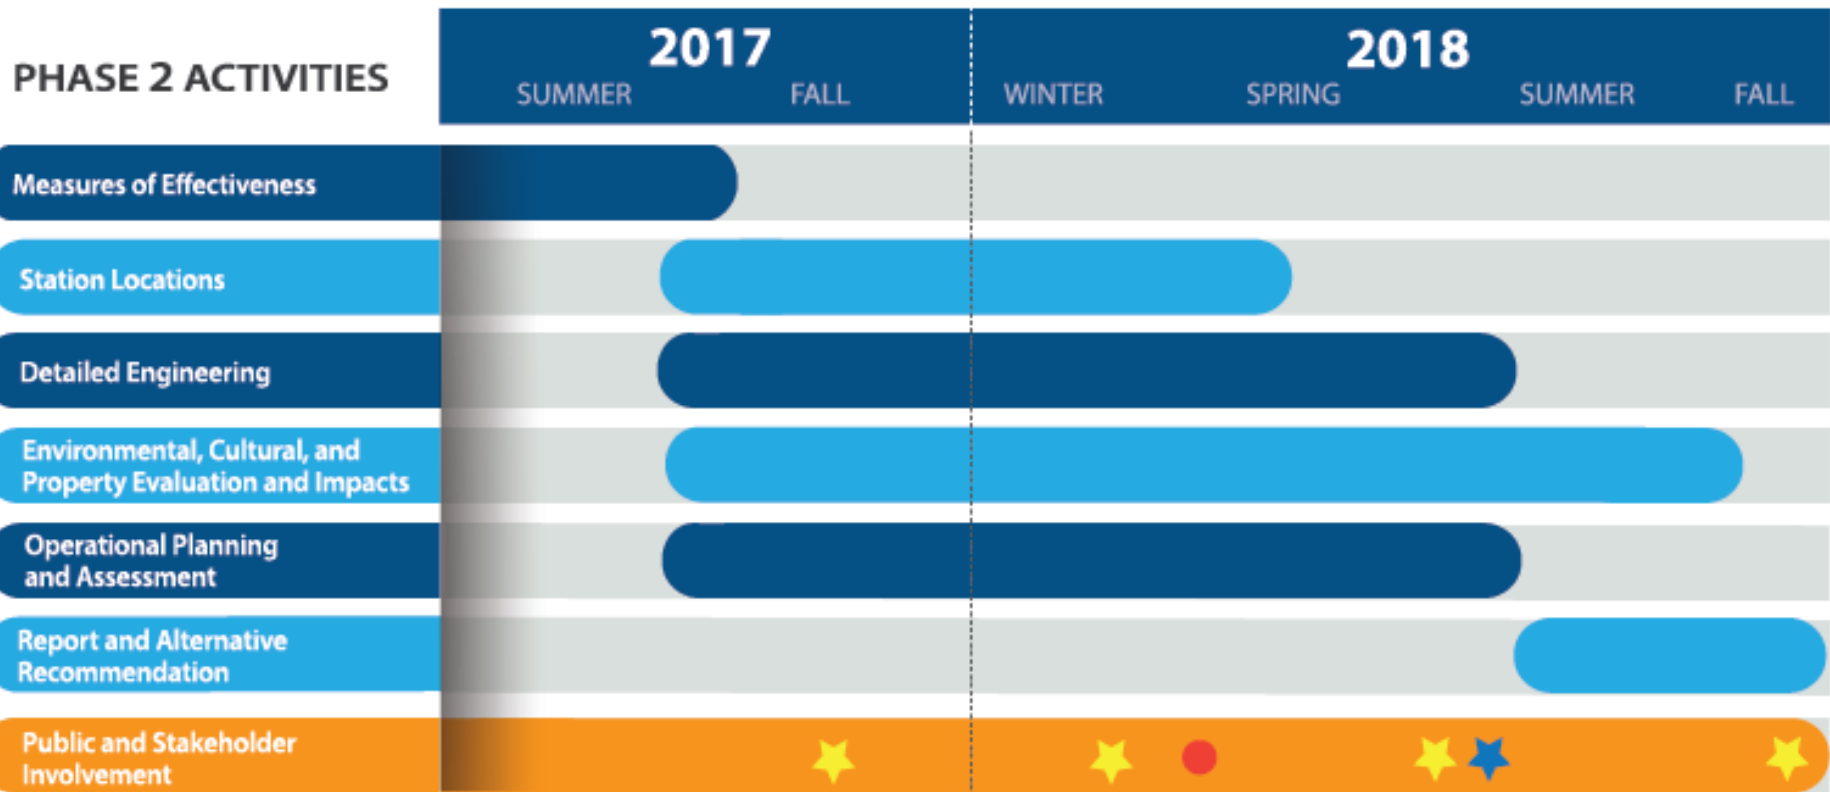 PHASE 2 ACTIVITIES
2017
2018
SUMMER FALL WINTER SPRING SUMMER FALL
Measures of Effectiveness
Station Locations
Detailed Engineering
Environmental, Cultural, and
Property Evaluation and Impacts
Operational Planning
and Assessment
Report and Alternative
Recommendation
Public and Stakeholder
Involvement